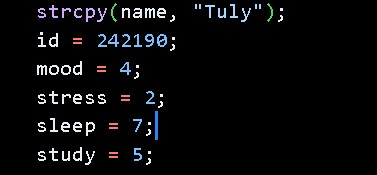 strcpy(name, "Tuly");
id = 242190;
mood = 4;
stress = 2;
sleep = 7;
study = 5;